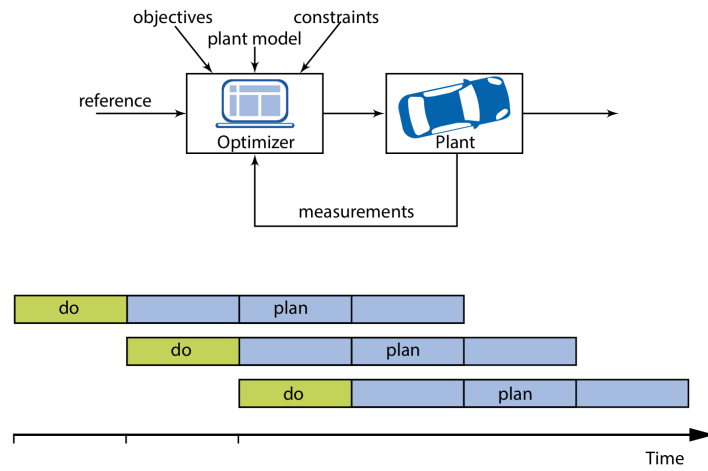 objectives
constraints
plant model
reference
Optimizer
Plant
measurements
do
plan
do
plan
do
plan
Time